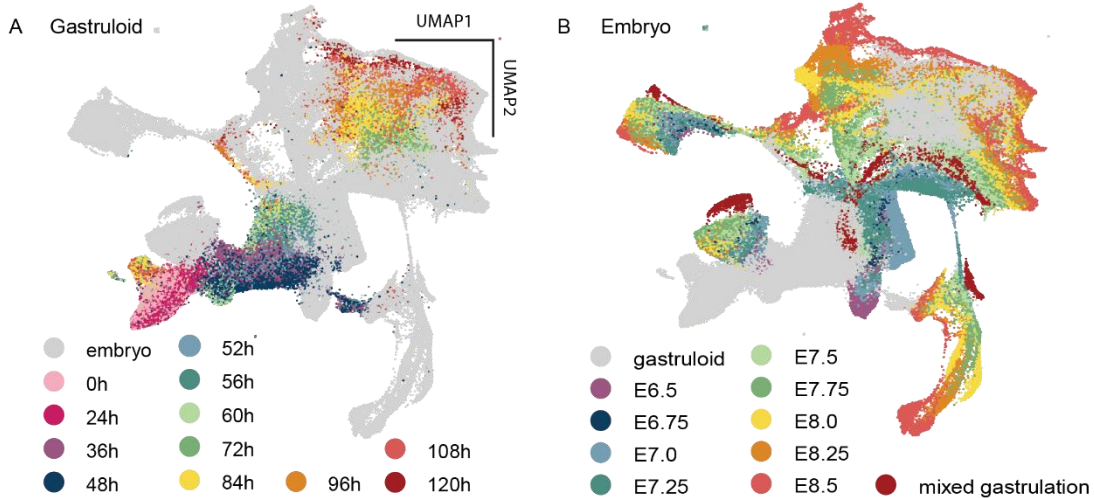 A Gastruloid
UMAP1
UMAP2
embryo
0h
24h
36h
48h
52h
56h
60h
72h
84h
96h
108h
120h
B Embryo
gastruloid
E6.5
E6.75
E7.0
E7.25
E7.5
E7.75
E8.0
E8.25
E8.5
mixed gastrulation